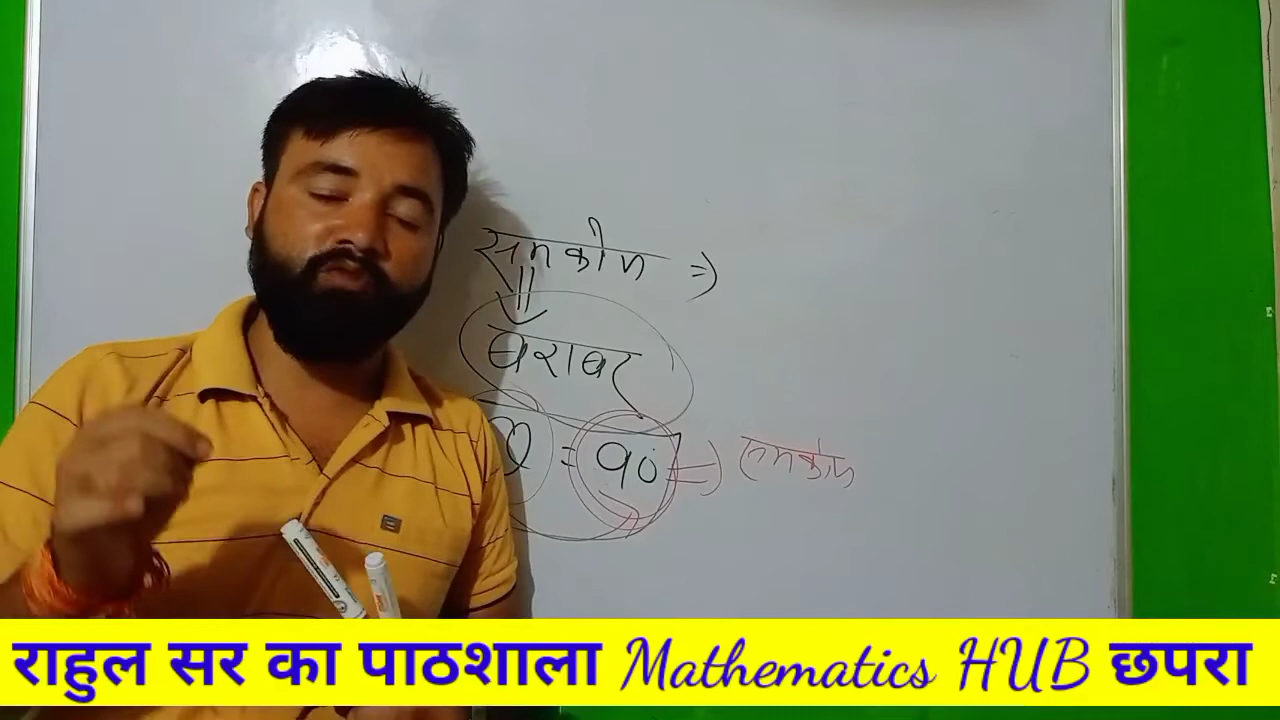 समकोण ⇒
⇓
बराबर
= 90 ⇒ समकोण
राहुल सर का पाठशाला Mathematics HUB छपरा